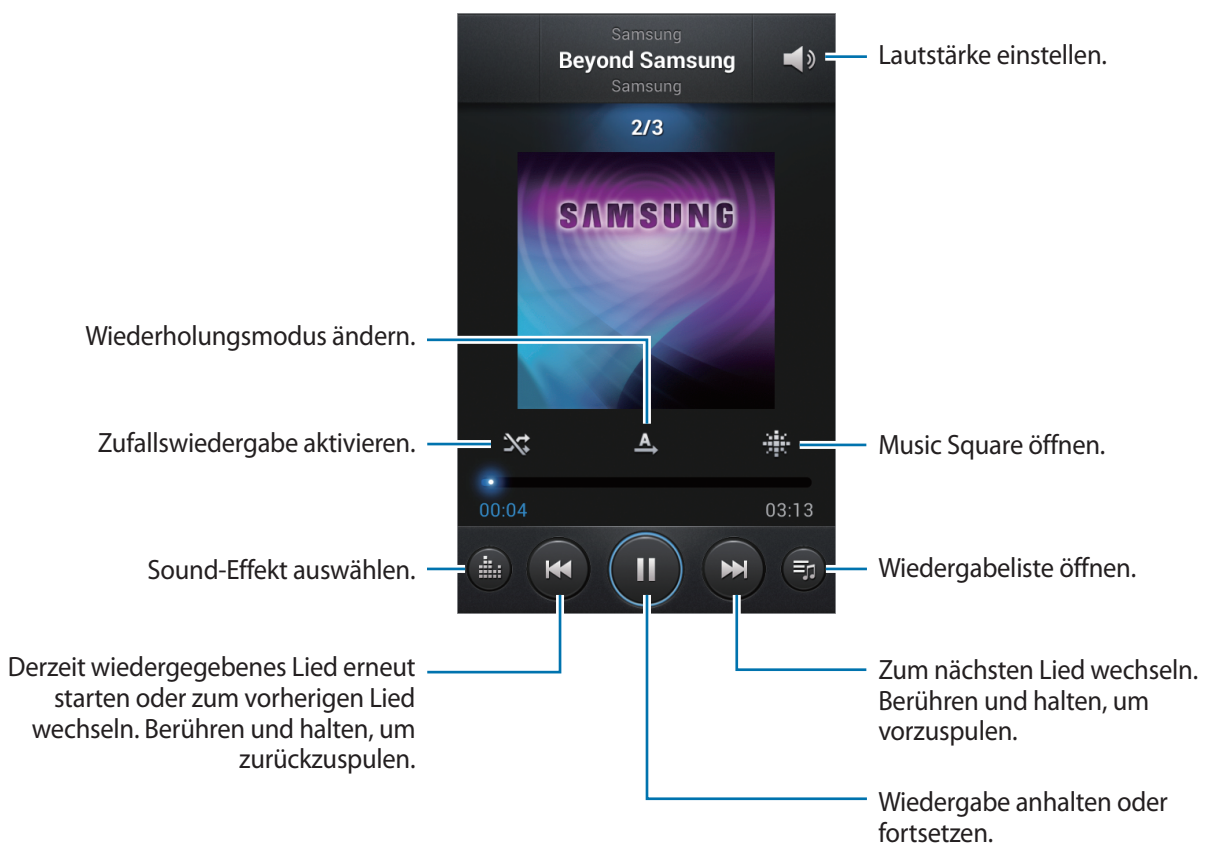 Samsung
Beyond Samsung
Samsung
Lautstärke einstellen.
2/3
SAMSUNG
Wiederholungsmodus ändern.
Zufallswiedergabe aktivieren.
A
Music Square öffnen.
00:04
03:13
Sound-Effekt auswählen.
Wiedergabeliste öffnen.
Derzeit wiedergegebenes Lied erneut
starten oder zum vorherigen Lied
wechseln. Berühren und halten, um
zurückzuspulen.
Zum nächsten Lied wechseln.
Berühren und halten, um
vorzuspulen.
Wiedergabe anhalten oder
fortsetzen.